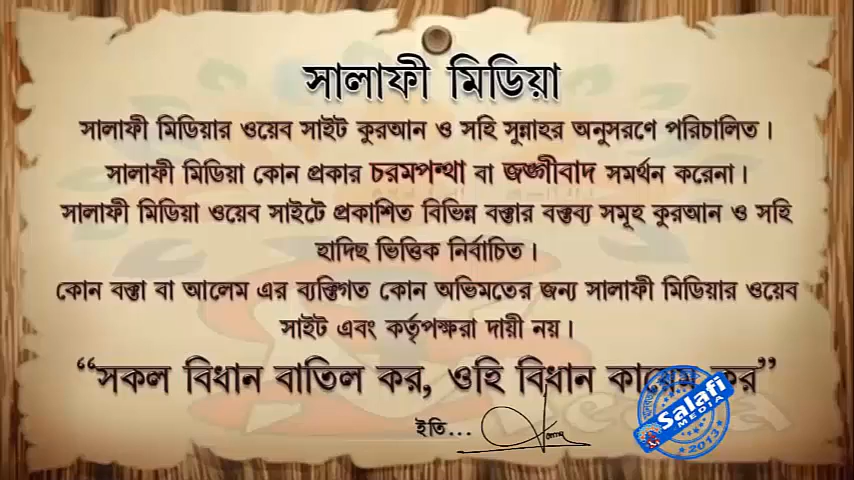 সালাফী মিডিয়া
সালাফী মিডিয়ার ওয়েব সাইট কুরআন ও সহি সুন্নাহর অনুসরণে পরিচালিত।
সালাফী মিডিয়া কোন প্রকার চরমপন্থা বা জঙ্গীবাদ সমর্থন করেনা।
সালাফী মিডিয়া ওয়েব সাইটে প্রকাশিত বিভিন্ন বক্তার বক্তব্য সমূহ কুরআন ও সহি
হাদিছ ভিত্তিক নির্বাচিত।
কোন বক্তা বা আলেম এর ব্যক্তিগত কোন অভিমতের জন্য সালাফী মিডিয়ার ওয়েব
সাইট এবং কর্তৃপক্ষরা দায়ী নয়।
“সকল বিধান বাতিল কর, ওহি বিধান কায়েম কর”
ইতি...
Salafi
MEDIA
2013